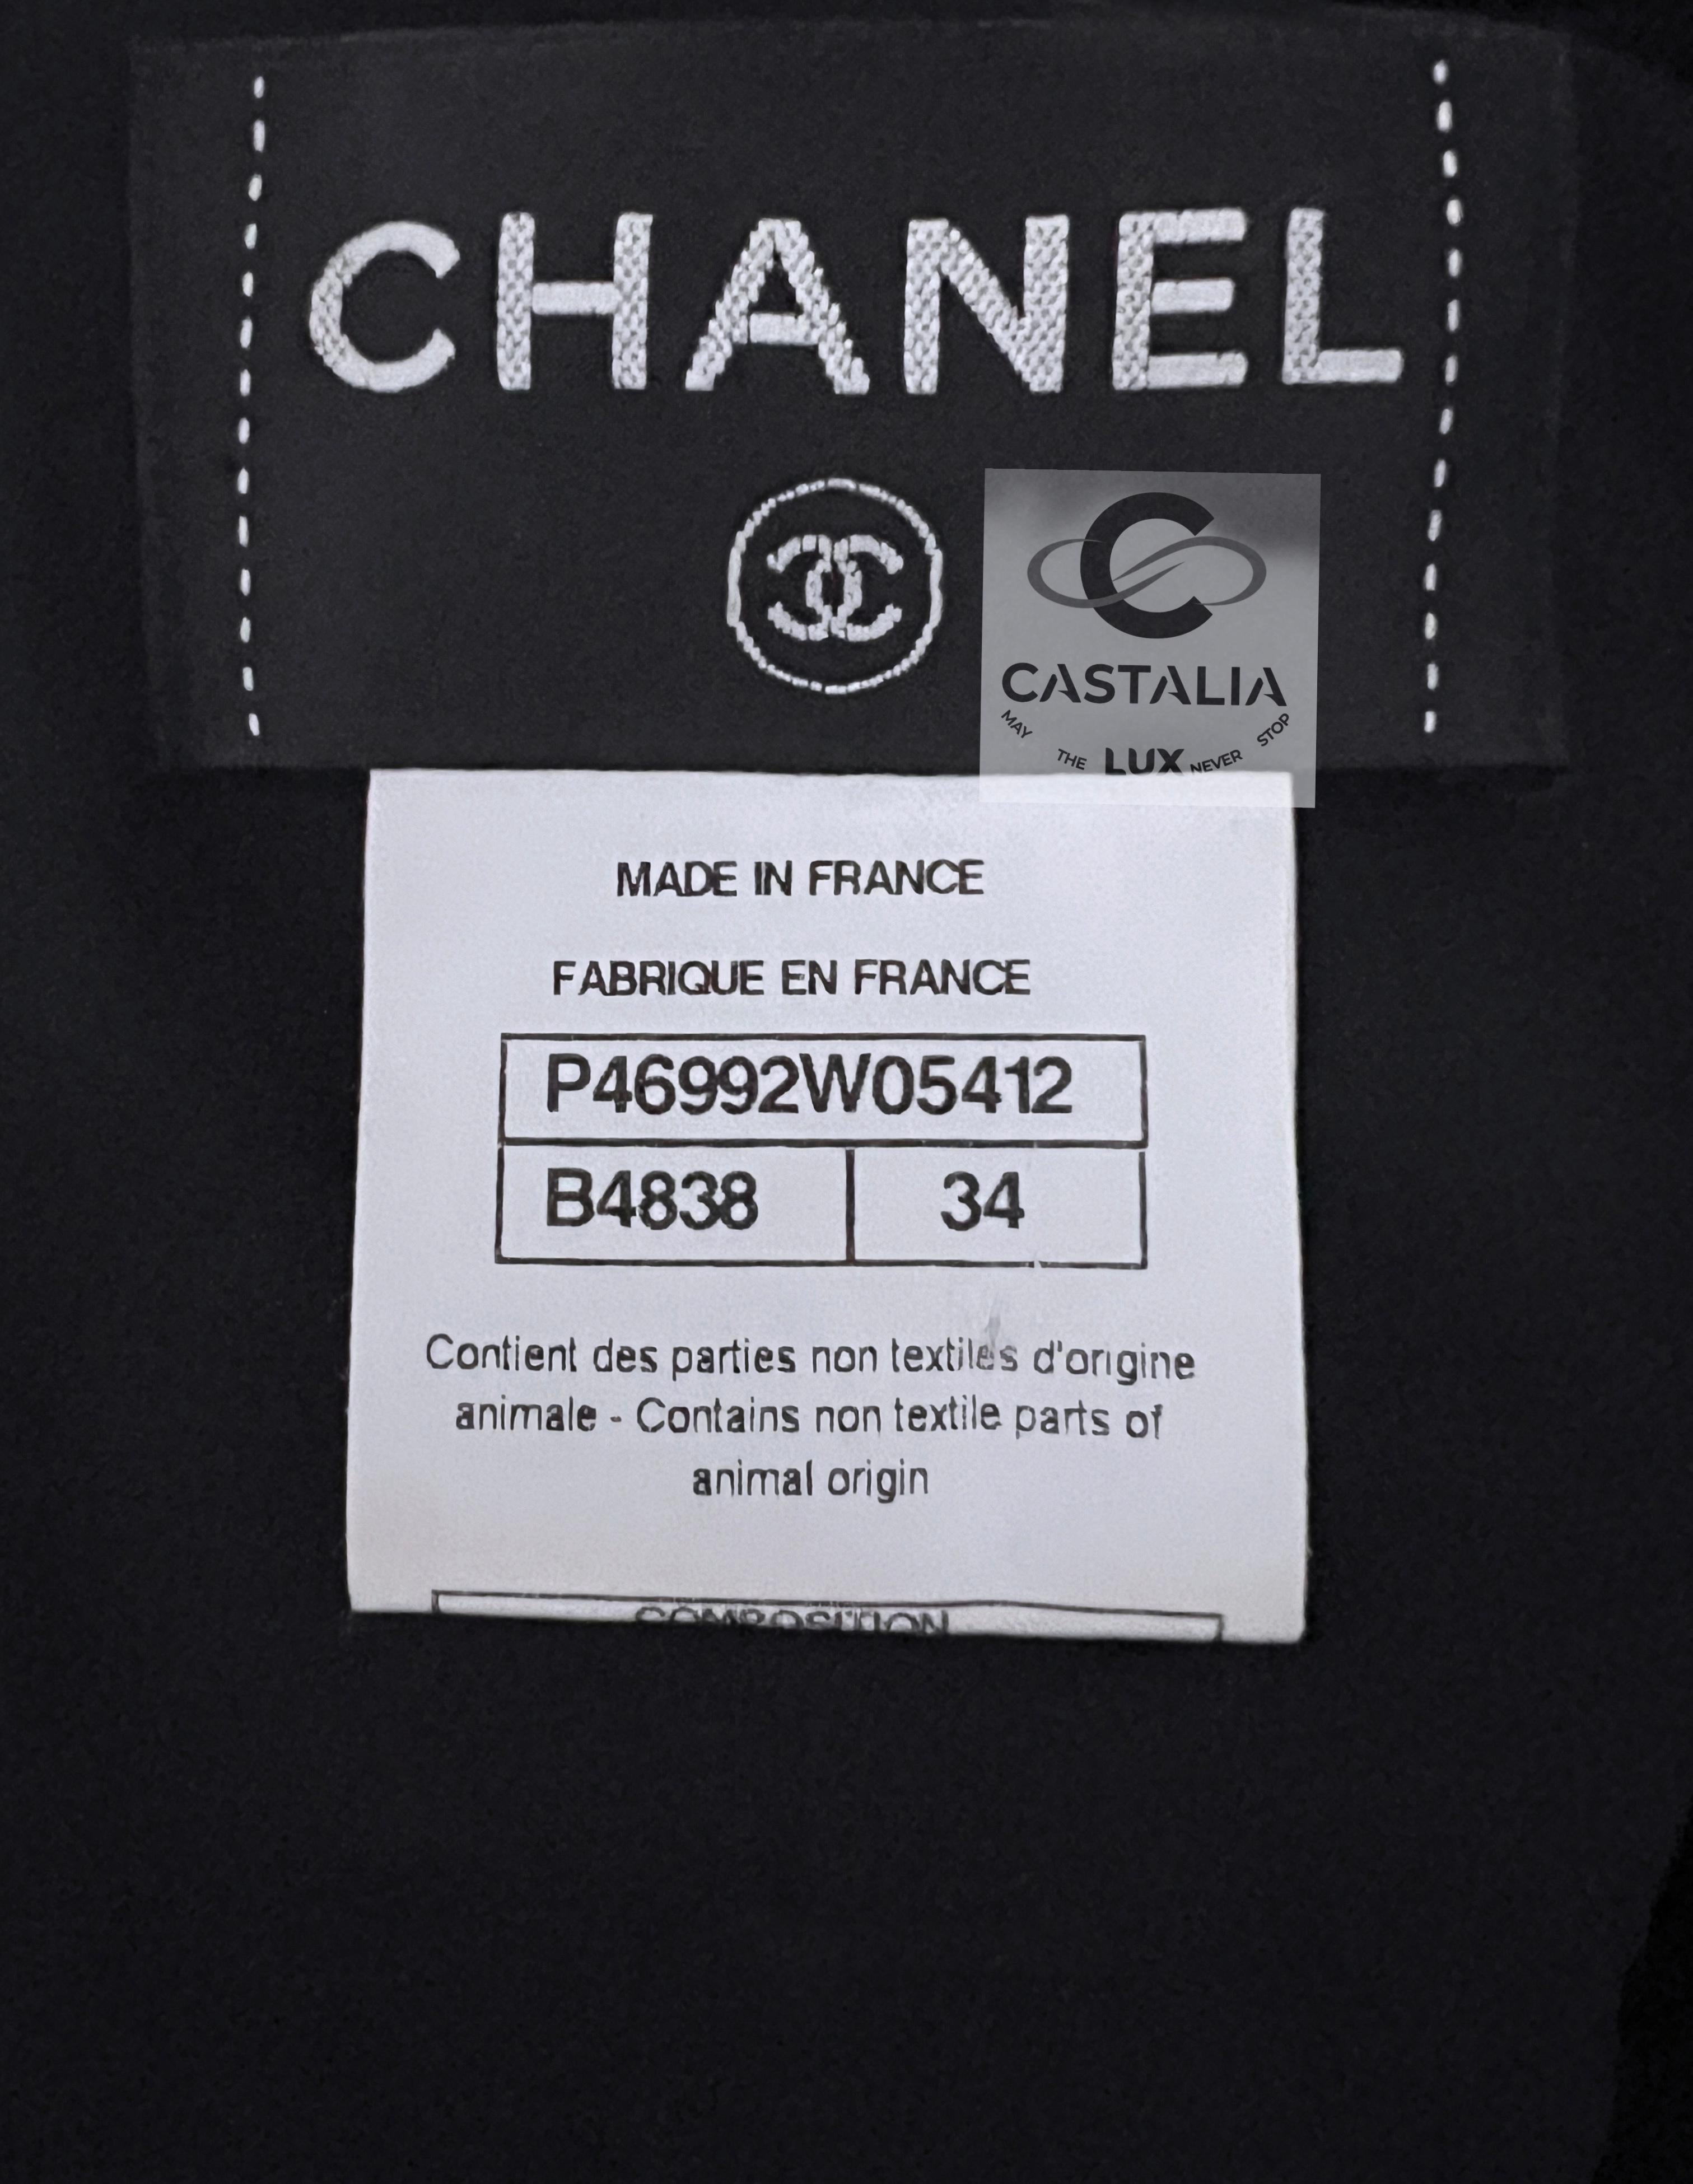 CHANEL
CASTALIA
MAY THE LUX NEVER STOP
MADE IN FRANCE
FABRIQUE EN FRANCE
P46992W05412
B4838 34
Contient des parties non textiles d'origine
animale - Contains non textile parts of
animal origin
COMPOSITION